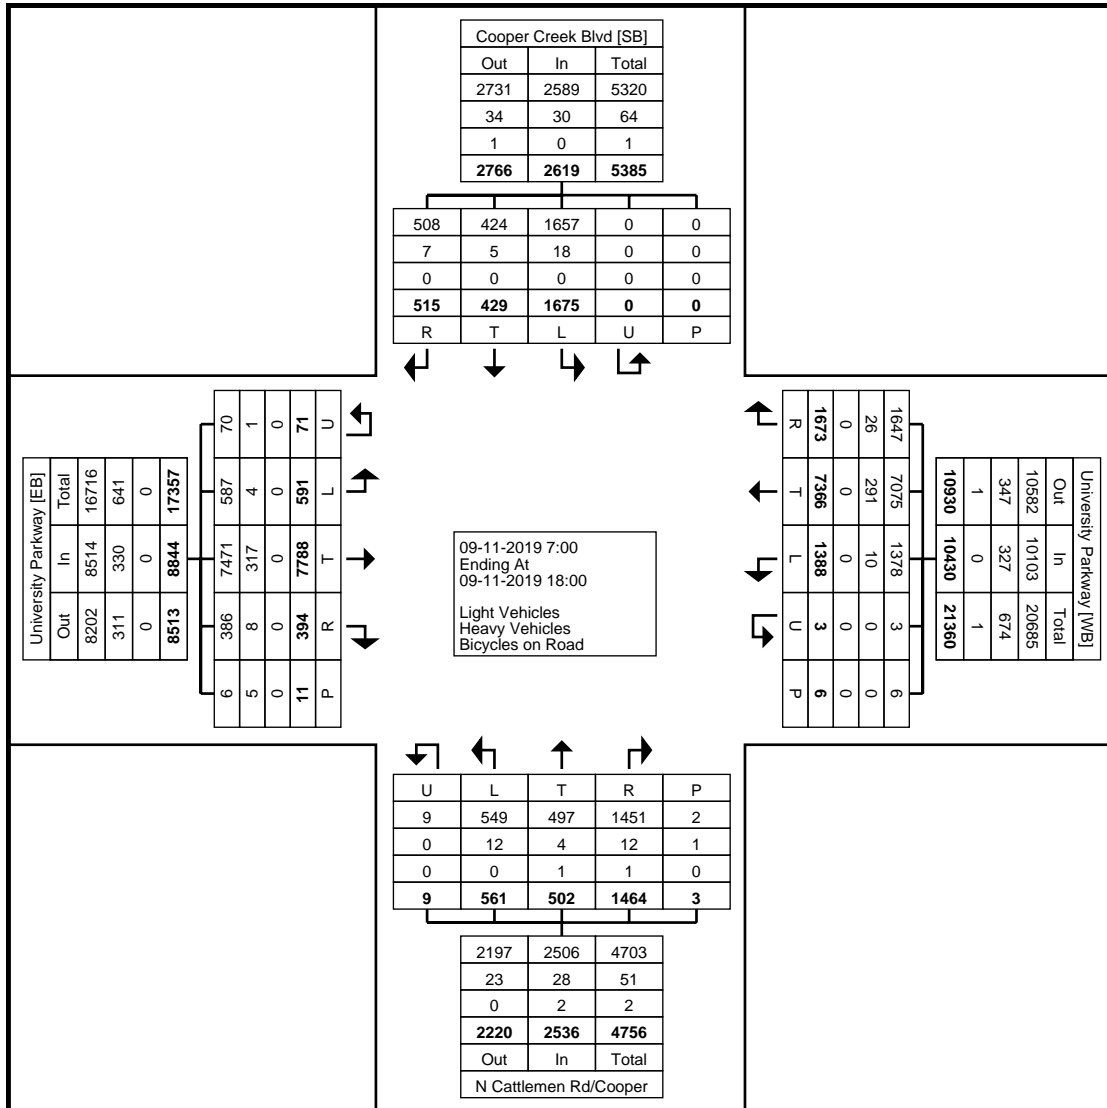 Cooper Creek Blvd [SB]
Out In Total
2731 2589 5320
34 30 64
1 0 1
2766 2619 5385
508 424 1657 0 0
7 5 18 0 0
0 0 0 0 0
515 429 1675 0 0
R T L U P
University Parkway [EB]
Total In Out
16716 8514 8202
641 330 311
0 0 0
17357 8844 8513
70 587 7471 386 6
1 4 317 8 5
0 0 0 0 0
71 591 7788 394 11
U L T R P
09-11-2019 7:00
Ending At
09-11-2019 18:00
Light Vehicles
Heavy Vehicles
Bicycles on Road
1647 7075 1378 3 6
26 291 10 0 0
0 0 0 0 0
1673 7366 1388 3 6
R T L U P
University Parkway [WB]
Out In Total
10582 10103 20685
347 327 674
1 0 1
10930 10430 21360
U L T R P
9 549 497 1451 2
0 12 4 12 1
0 0 1 1 0
9 561 502 1464 3
2197 2506 4703
23 28 51
0 2 2
2220 2536 4756
Out In Total
N Cattlemen Rd/Cooper